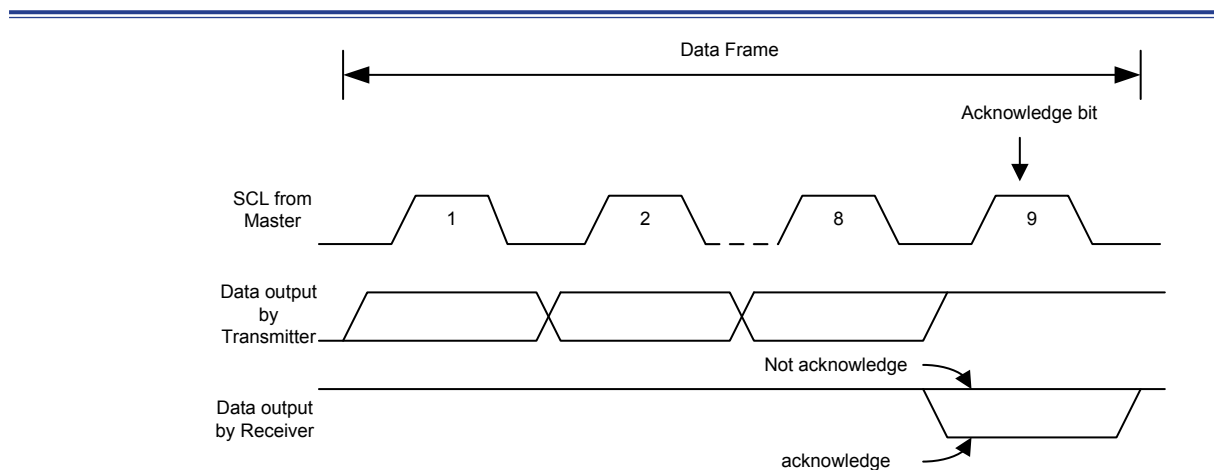 Data Frame
Acknowledge bit
SCL from
Master
1
2
8
9
Data output
by
Transmitter
Not acknowledge
Data output
by Receiver
acknowledge